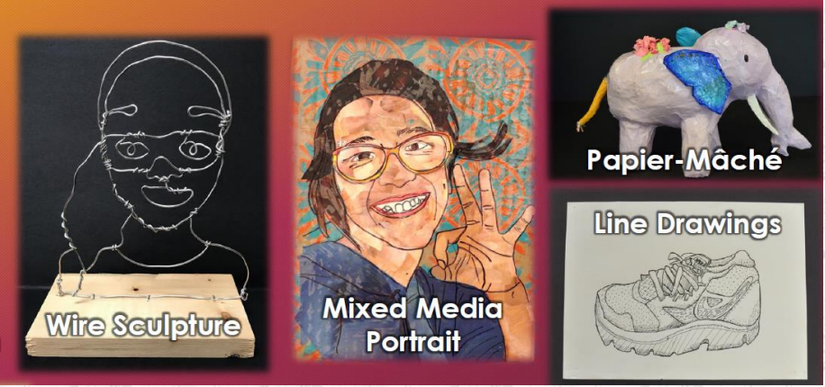 Wire Sculpture
Mixed Media
Portrait
Papier-Mâché
Line Drawings